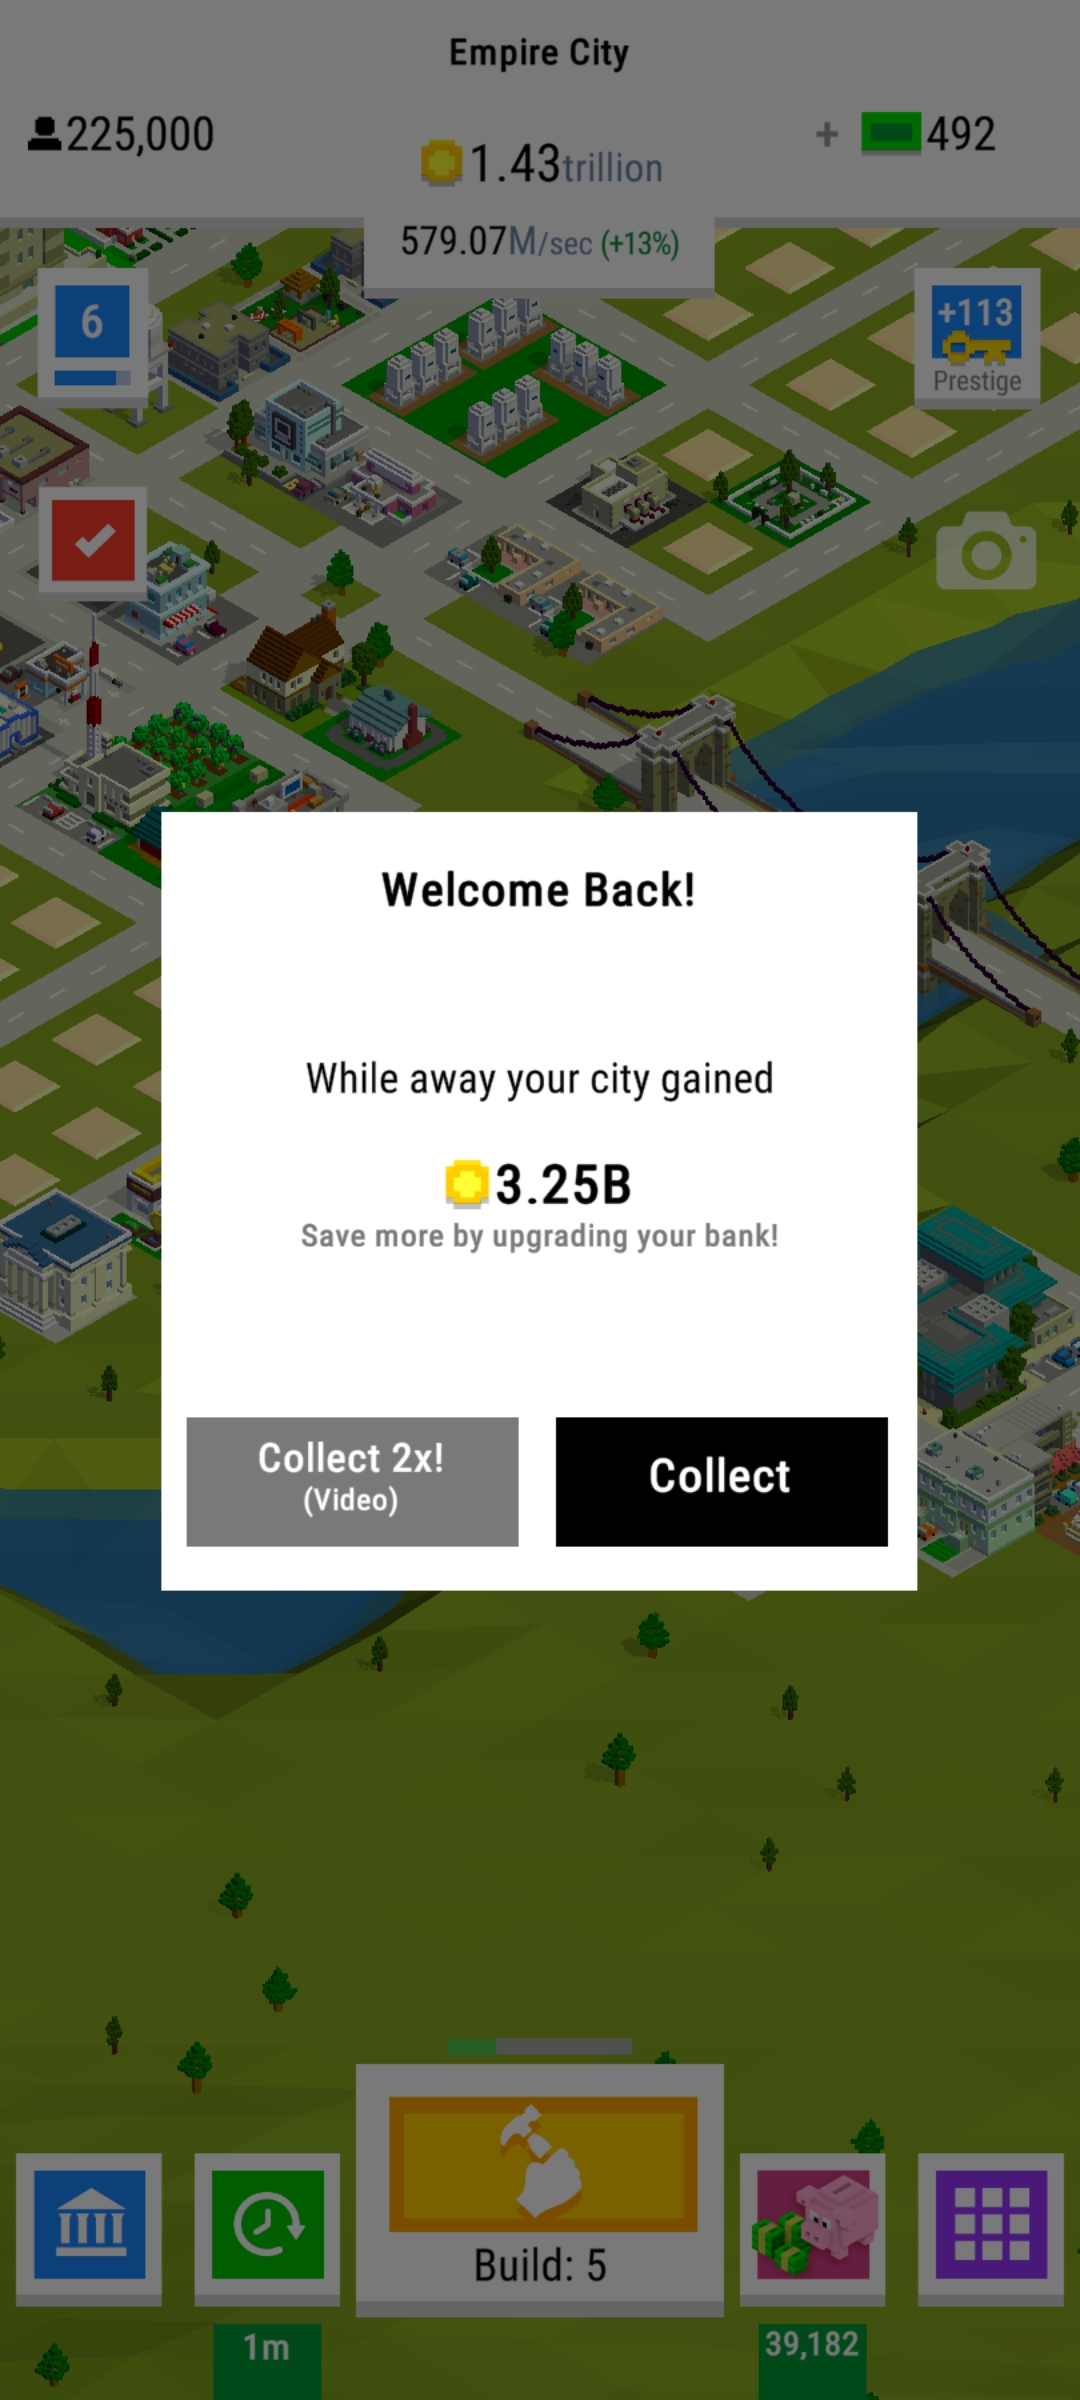 Empire City
225,000
1.43trillion
+ 492
579.07M/sec (+13%)
6
+113
Prestige
Welcome Back!
While away your city gained
3.25B
Save more by upgrading your bank!
Collect 2x!
(Video)
Collect
Build: 5
1m
39,182